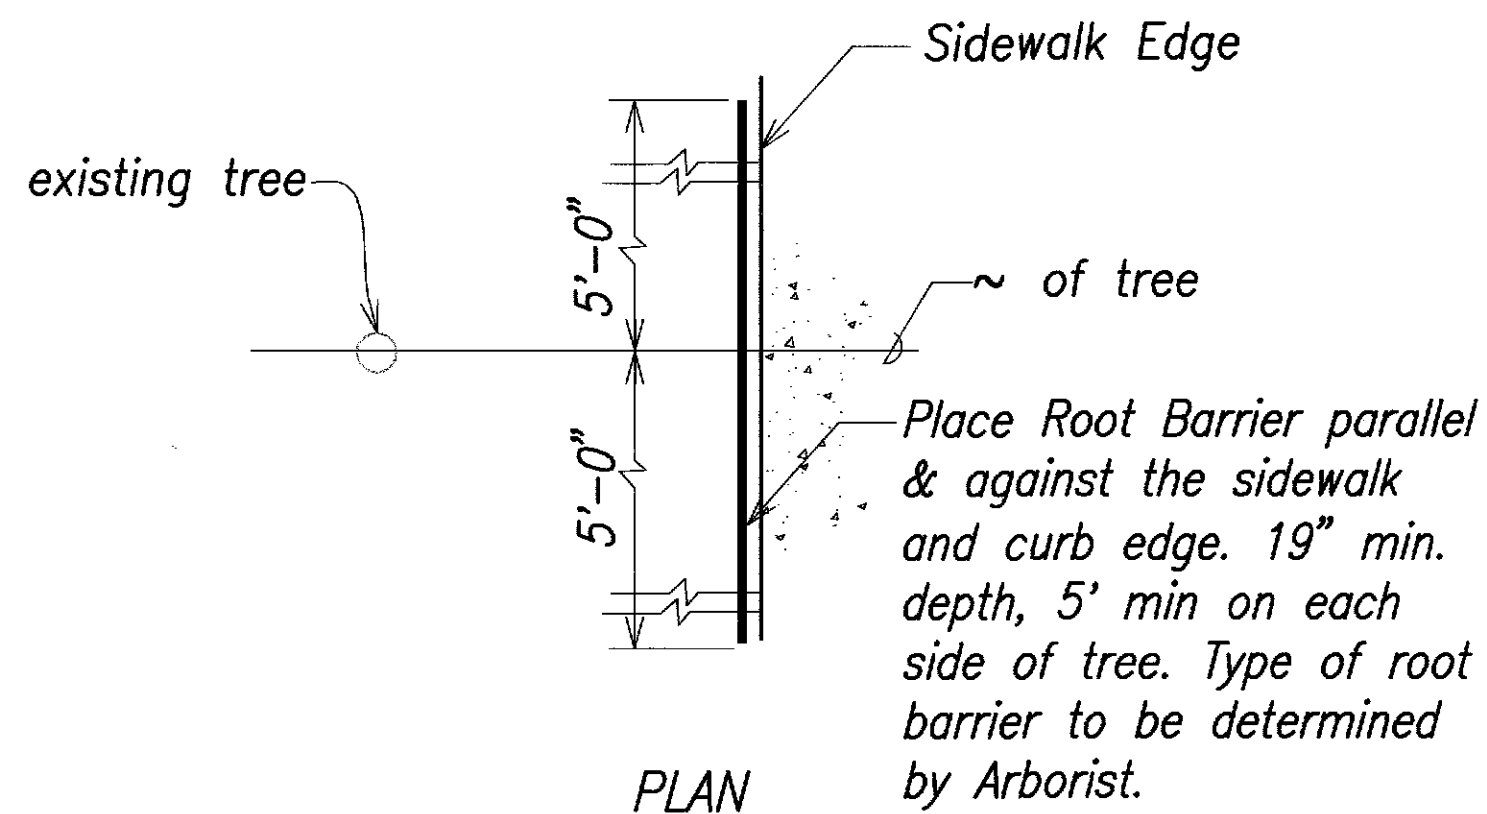 Sidewalk Edge
existing tree
5'-0"
~ of tree
5'-0"
Place Root Barrier parallel
& against the sidewalk
and curb edge. 19" min.
depth, 5' min on each
side of tree. Type of root
barrier to be determined
by Arborist.
PLAN